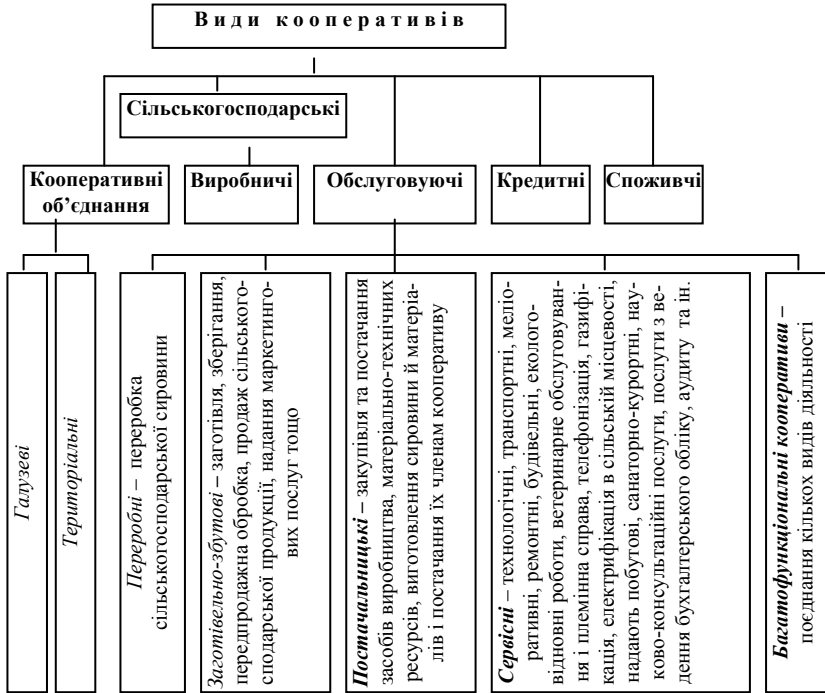 Види кооперативів
Сільськогосподарські
Кооперативні
об’єднання
Виробничі
Обслуговуючі
Кредитні
Споживчі
Галузеві
Територіальні
Переробні – переробка
сільськогосподарської сировини
Заготівельно-збутові – заготівля, зберігання,
передпродажна обробка, продаж сільського-
сподарської продукції, надання маркетинго-
вих послуг тощо
Постачальницькі – закупівля та постачання
засобів виробництва, матеріально-технічних
ресурсів, виготовлення сировини й матеріа-
лів і постачання їх членам кооперативу
Сервісні – технологічні, транспортні, меліо-
ративні, ремонтні, будівельні, еколого-
відновні роботи, ветеринарне обслуговуван-
ня і племінна справа, телефонізація, газифі-
кація, електрифікація в сільській місцевості,
надають побутові, санаторно-курортні, нау-
ково-консультаційні послуги, послуги з ве-
дення бухгалтерського обліку, аудиту та ін.
Багатофункціональні кооперативи –
поєднання кількох видів діяльності